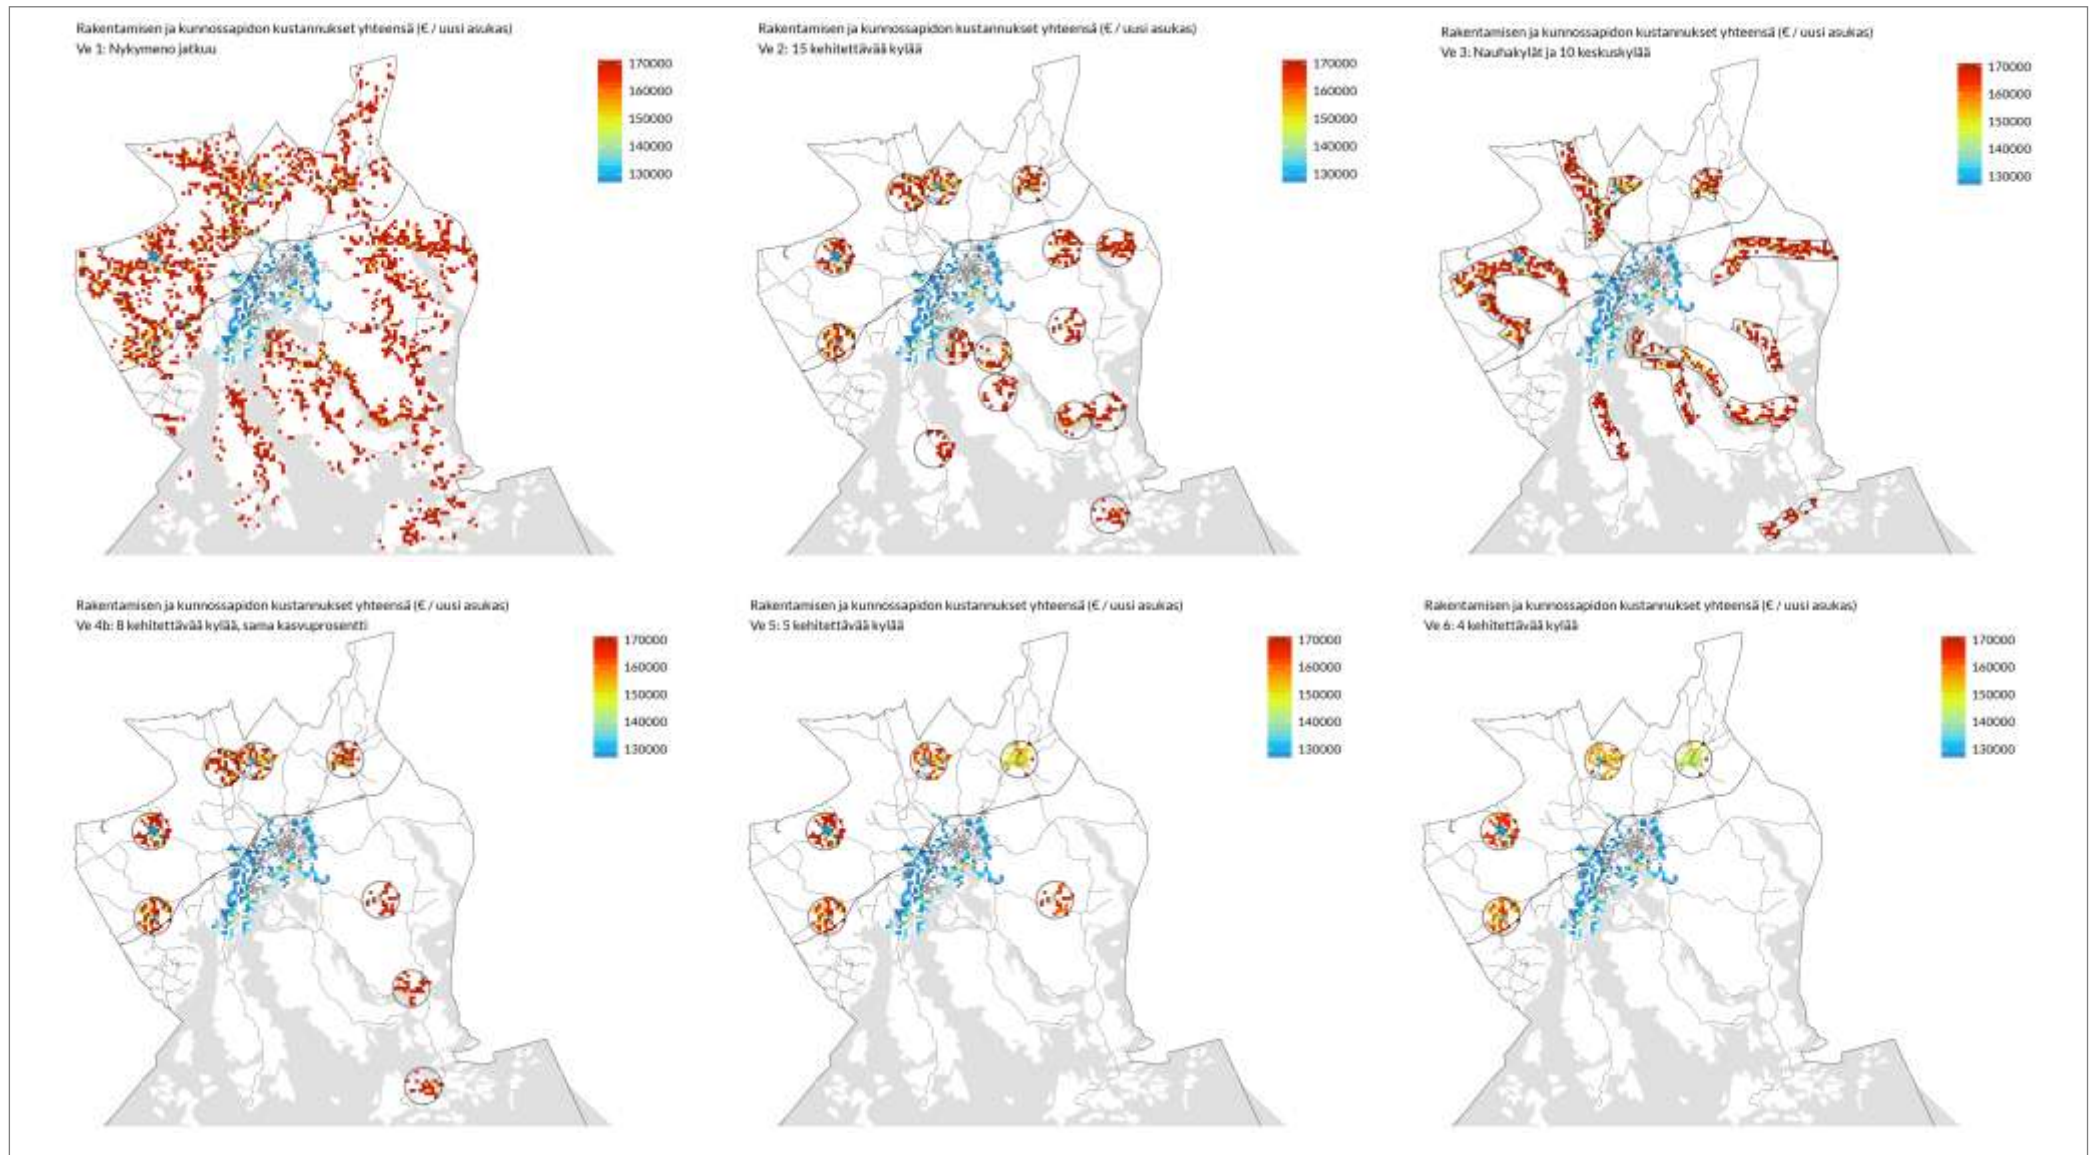 Rakentamisen ja kunnossapidon kustannukset yhteensä (€ / uusi asukas)
Ve 1: Nykymeno jatkuu
170000
160000
150000
140000
130000
Rakentamisen ja kunnossapidon kustannukset yhteensä (€ / uusi asukas)
Ve 2: 15 kehitettävää kylää
170000
160000
150000
140000
130000
Rakentamisen ja kunnossapidon kustannukset yhteensä (€ / uusi asukas)
Ve 3: Nauhakylät ja 10 keskuskylää
170000
160000
150000
140000
130000
Rakentamisen ja kunnossapidon kustannukset yhteensä (€ / uusi asukas)
Ve 4b: 8 kehitettävää kylää, sama kasvuprosentti
170000
160000
150000
140000
130000
Rakentamisen ja kunnossapidon kustannukset yhteensä (€ / uusi asukas)
Ve 5: 5 kehitettävää kylää
170000
160000
150000
140000
130000
Rakentamisen ja kunnossapidon kustannukset yhteensä (€ / uusi asukas)
Ve 6: 4 kehitettävää kylää
170000
160000
150000
140000
130000